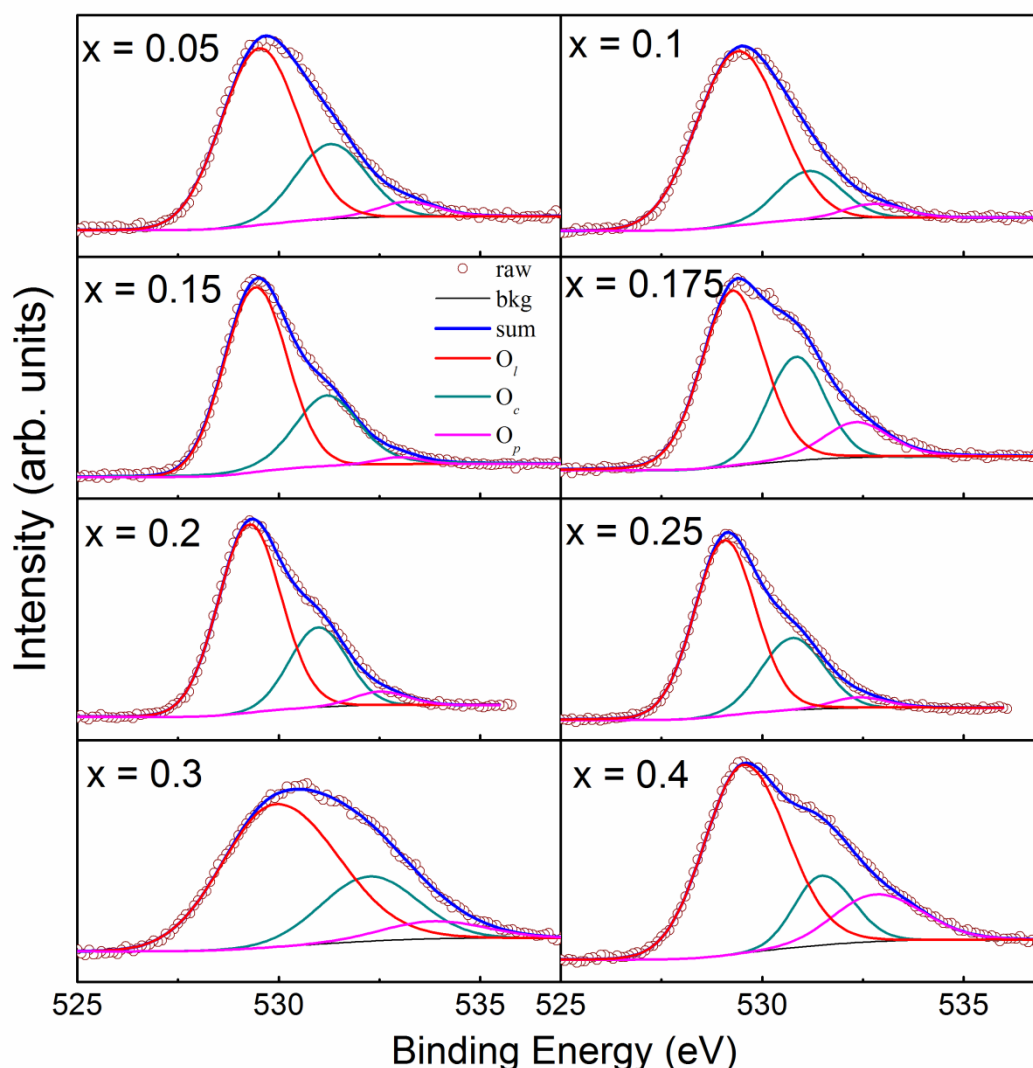 x = 0.05
x = 0.1
x = 0.15
raw
bkg
sum
O_l
O_c
O_p
x = 0.175
x = 0.2
x = 0.25
x = 0.3
x = 0.4
525
530
535
525
530
535
Intensity (arb. units)
Binding Energy (eV)